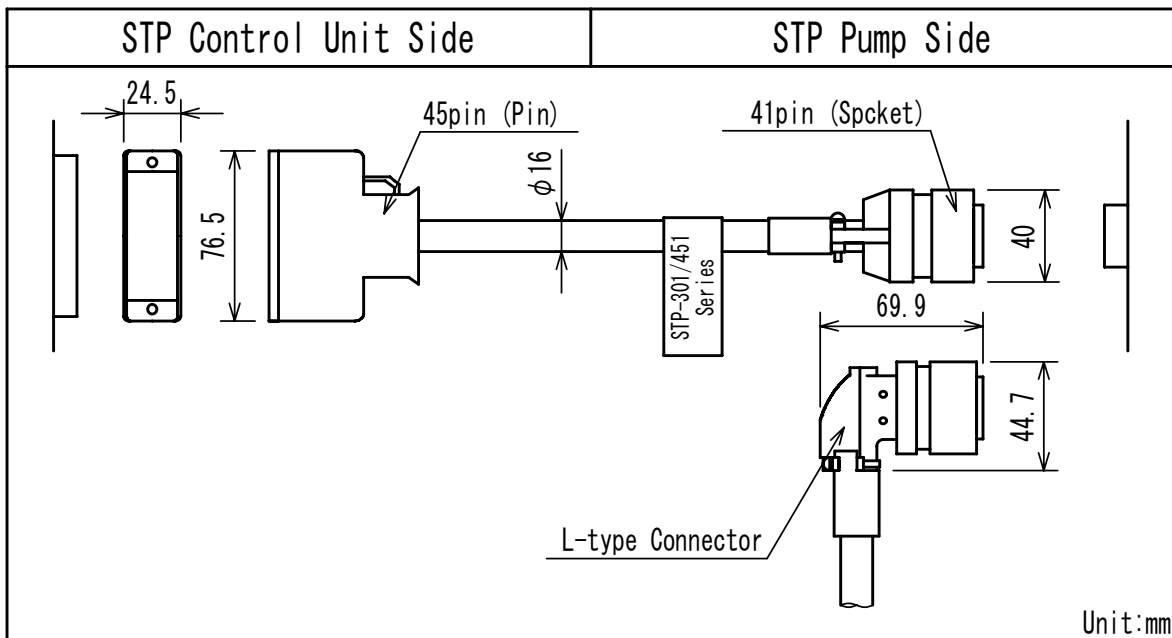 STP Control Unit Side
STP Pump Side
24.5
45pin (Pin)
41pin (Spcket)
φ16
76.5
40
STP-301/451
Series
69.9
44.7
L-type Connector
Unit:mm